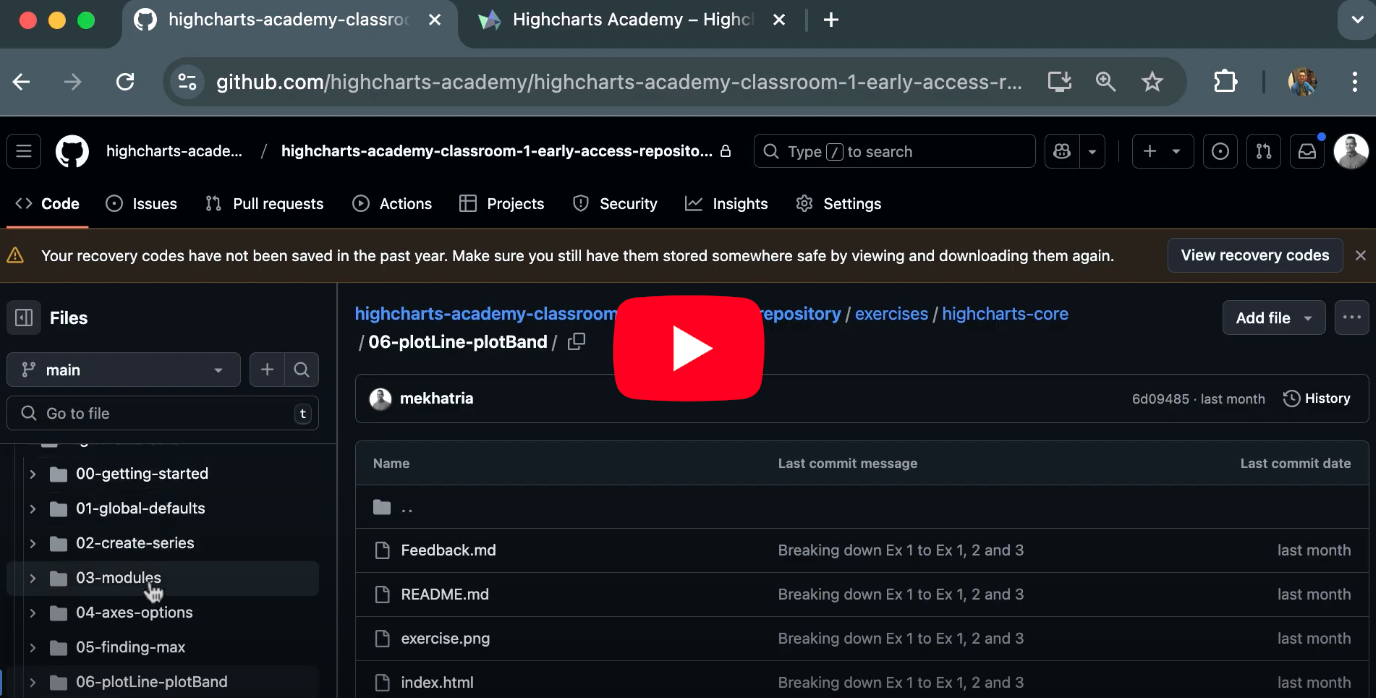 highcharts-academy-classroo
Highcharts Academy – Highch
github.com/highcharts-academy/highcharts-academy-classroom-1-early-access-r...
highcharts-acade... / highcharts-academy-classroom-1-early-access-reposito...
Type / to search
Code Issues Pull requests Actions Projects Security Insights Settings
Your recovery codes have not been saved in the past year. Make sure you still have them stored somewhere safe by viewing and downloading them again.
View recovery codes
Files
main
Go to file
t
00-getting-started
01-global-defaults
02-create-series
03-modules
04-axes-options
05-finding-max
06-plotLine-plotBand
highcharts-academy-classroom repository / exercises / highcharts-core
/ 06-plotLine-plotBand /
Add file
mekhatria
6d09485 · last month
History
Name Last commit message Last commit date
..
Feedback.md Breaking down Ex 1 to Ex 1, 2 and 3 last month
README.md Breaking down Ex 1 to Ex 1, 2 and 3 last month
exercise.png Breaking down Ex 1 to Ex 1, 2 and 3 last month
index.html Breaking down Ex 1 to Ex 1, 2 and 3 last month